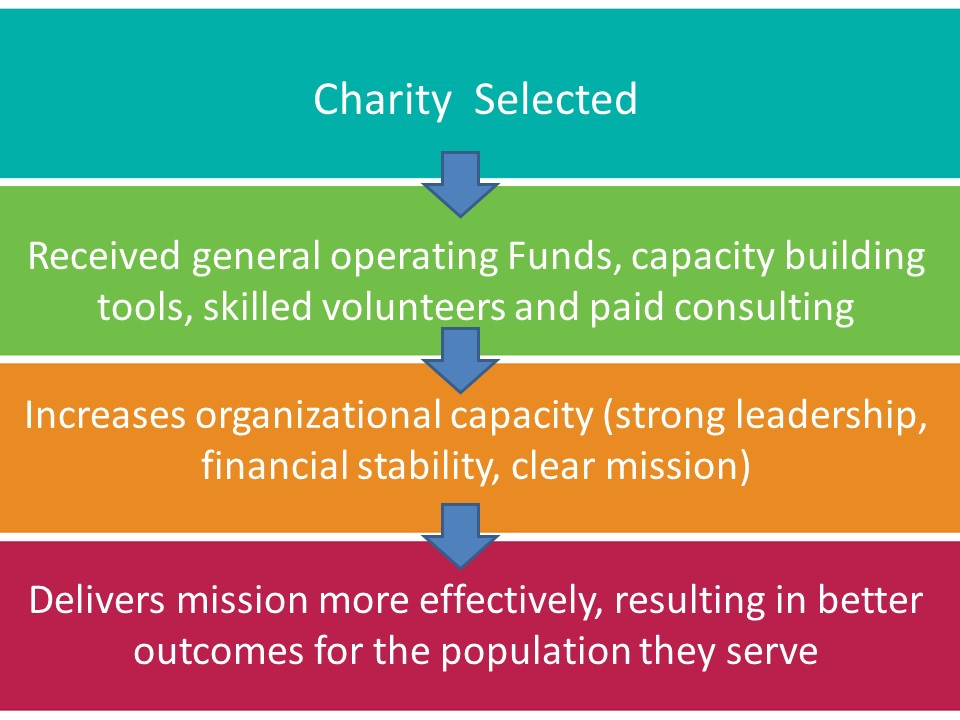 Charity  Selected
Received general operating Funds, capacity building
tools, skilled volunteers and paid consulting
Increases organizational capacity (strong leadership,
financial stability, clear mission)
Delivers mission more effectively, resulting in better
outcomes for the population they serve